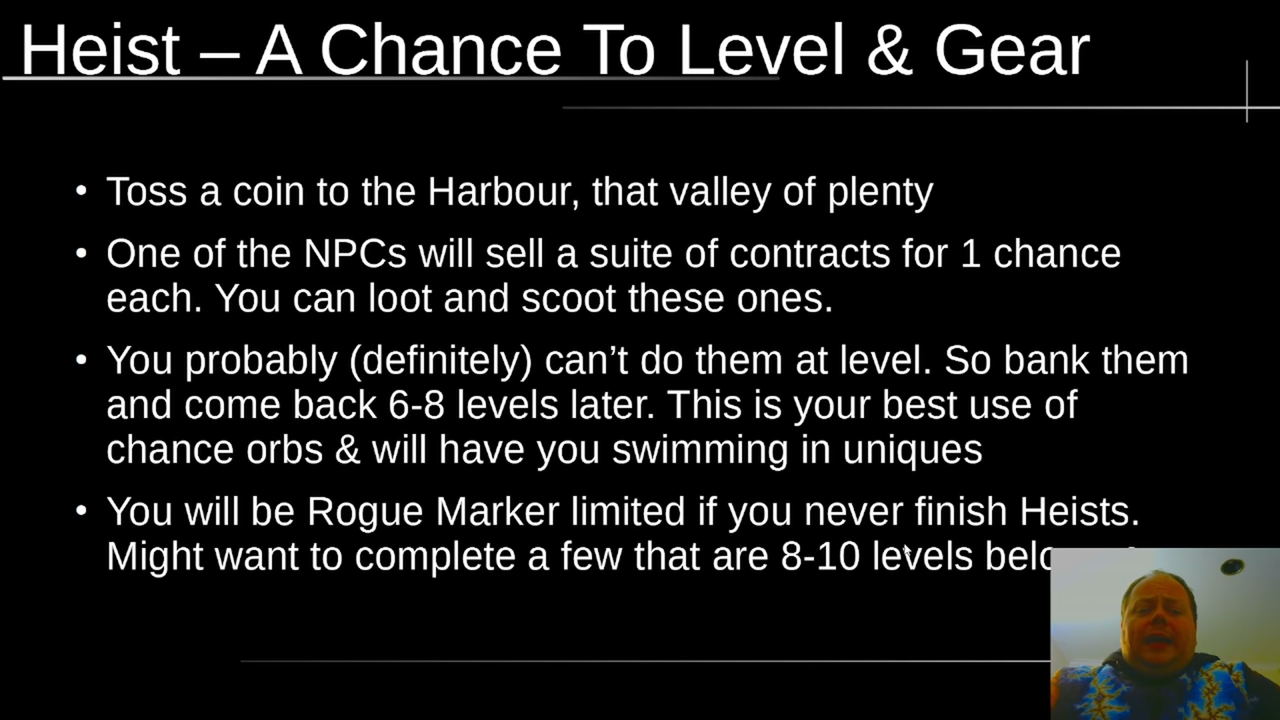 Heist – A Chance To Level & Gear
• Toss a coin to the Harbour, that valley of plenty
• One of the NPCs will sell a suite of contracts for 1 chance
each. You can loot and scoot these ones.
• You probably (definitely) can’t do them at level. So bank them
and come back 6-8 levels later. This is your best use of
chance orbs & will have you swimming in uniques
• You will be Rogue Marker limited if you never finish Heists.
Might want to complete a few that are 8-10 levels